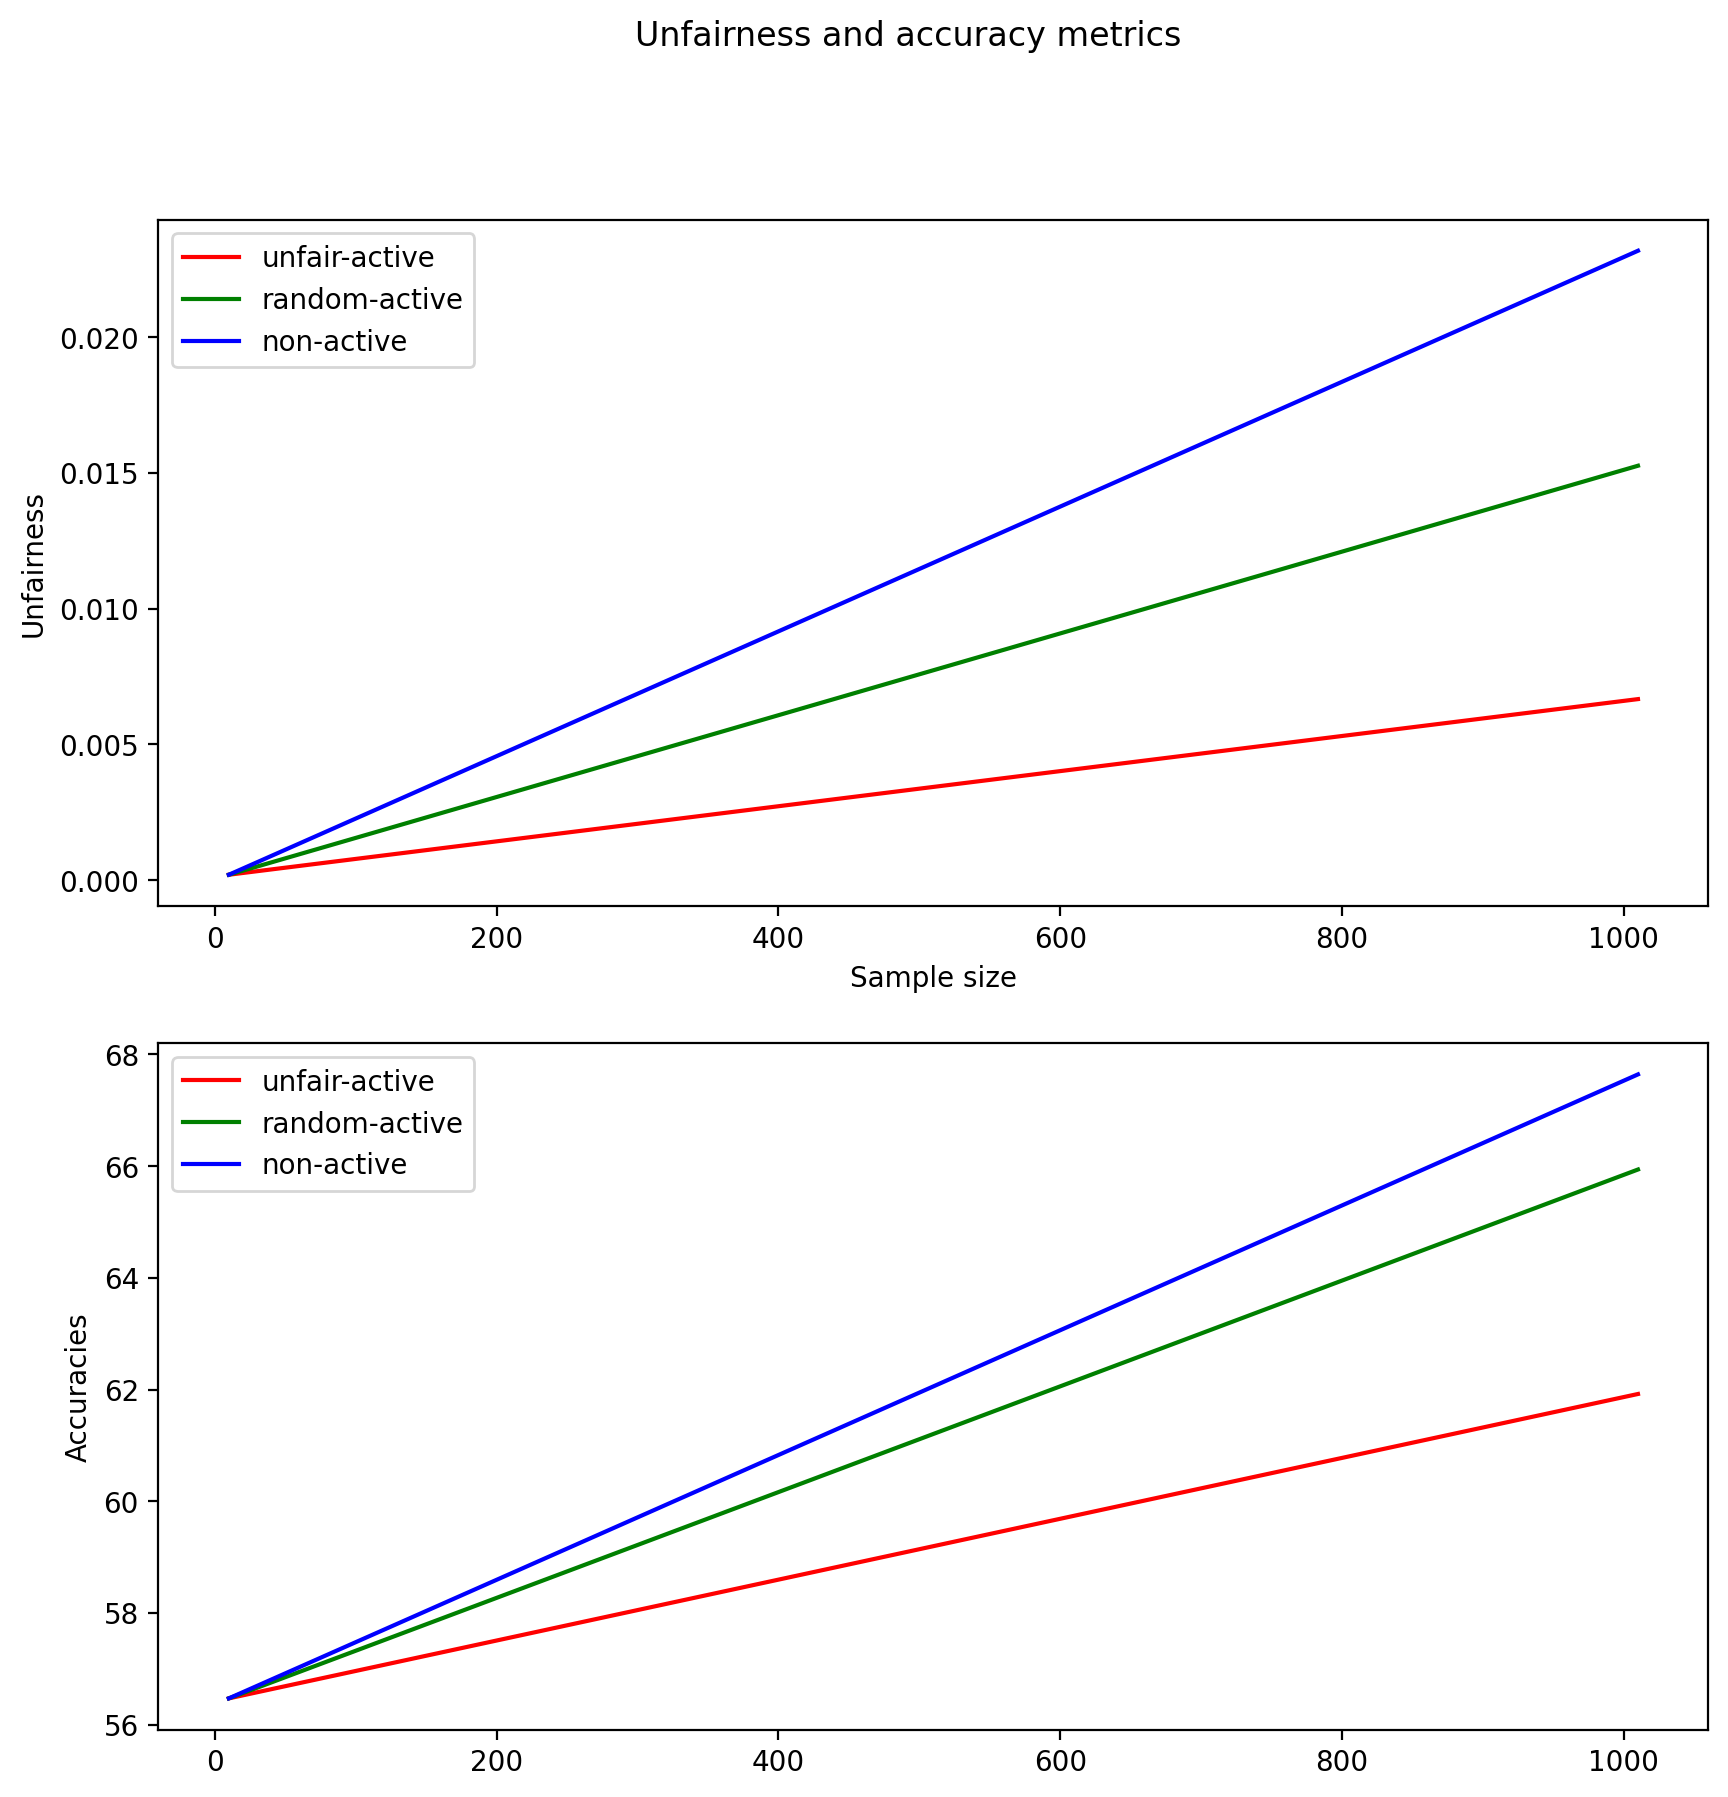 Unfairness and accuracy metrics
unfair-active
random-active
non-active
0.020
0.015
0.010
0.005
0.000
Unfairness
0 200 400 600 800 1000
Sample size
unfair-active
random-active
non-active
68
66
64
62
60
58
56
Accuracies
0 200 400 600 800 1000